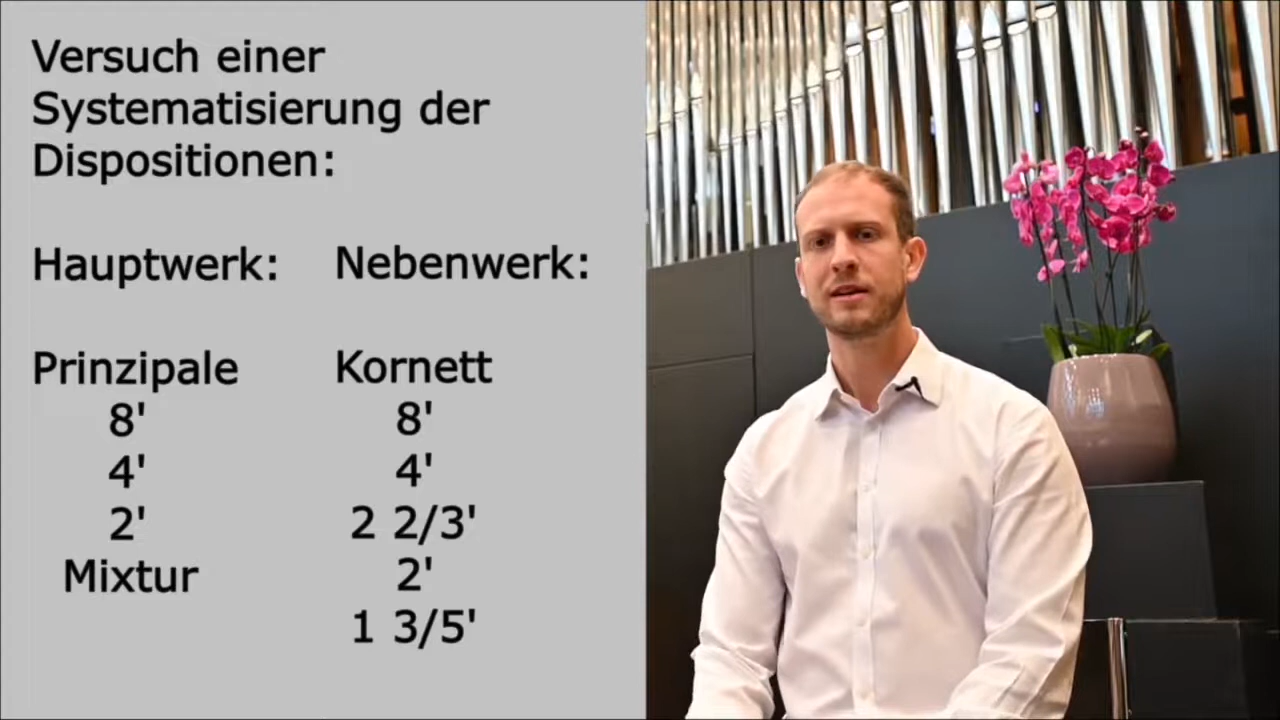 Versuch einer
Systematisierung der
Dispositionen:
Hauptwerk:
Prinzipale
8'
4'
2'
Mixtur
Nebenwerk:
Kornett
8'
4'
2 2/3'
2'
1 3/5'